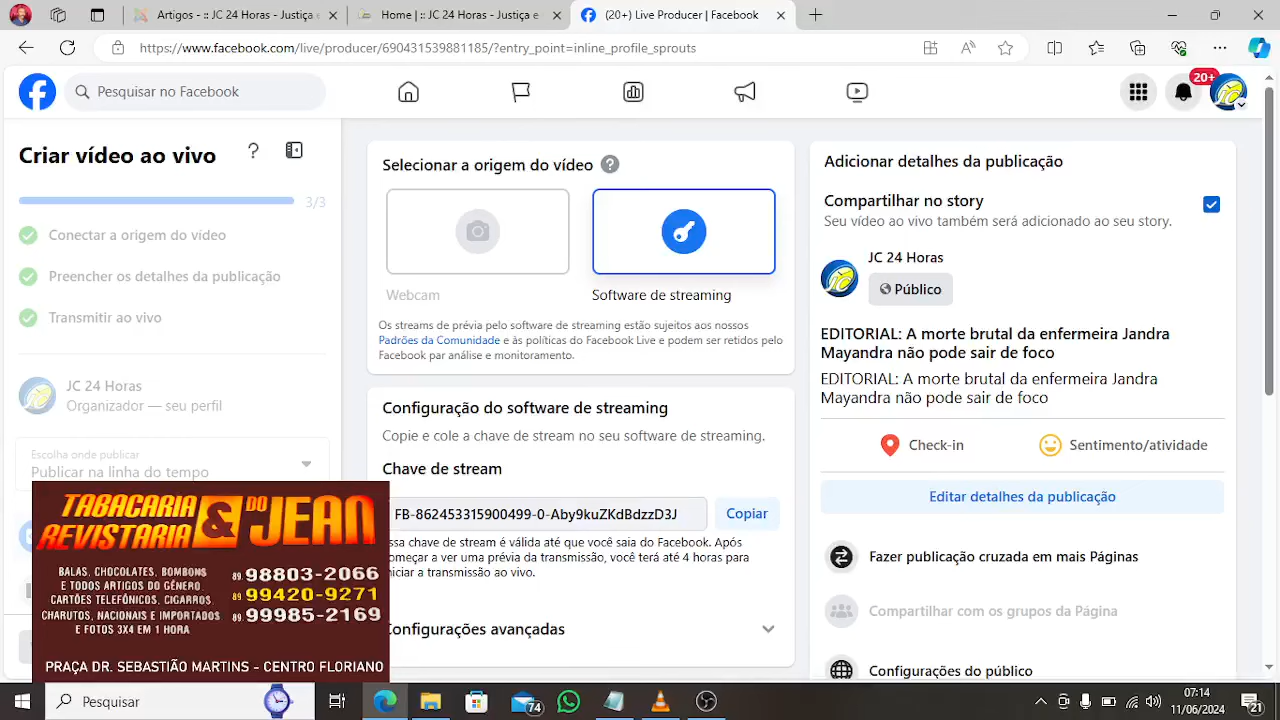 Artigos - :: JC 24 Horas - Justiça e
Home | :: JC 24 Horas - Justiça e
(20+) Live Producer | Facebook
https://www.facebook.com/live/producer/690431539881185/?entry_point=inline_profile_sprouts
Pesquisar no Facebook
20+
Criar vídeo ao vivo
3/3
Conectar a origem do vídeo
Preencher os detalhes da publicação
Transmitir ao vivo
JC 24 Horas
Organizador — seu perfil
Escolha onde publicar
Publicar na linha do tempo
TABACARIA
REVISTARIA
& DO JEAN
BALAS, CHOCOLATES, BOMBONS
E TODOS ARTIGOS DO GÊNERO,
CARTÕES TELEFÔNICOS, CIGARROS,
CHARUTOS, NACIONAIS E IMPORTADOS
E FOTOS 3X4 EM 1 HORA
89 98803-2066
89 99420-9271
89 99985-2169
PRAÇA DR. SEBASTIÃO MARTINS - CENTRO FLORIANO
Selecionar a origem do vídeo
Webcam
Software de streaming
Os streams de prévia pelo software de streaming estão sujeitos aos nossos
Padrões da Comunidade e às políticas do Facebook Live e podem ser retidos pelo
Facebook par análise e monitoramento.
Configuração do software de streaming
Copie e cole a chave de stream no seu software de streaming.
Chave de stream
FB-862453315900499-0-Aby9kuZKdBdzzD3J
Copiar
ssa chave de stream é válida até que você saia do Facebook. Após
omeçar a ver uma prévia da transmissão, você terá até 4 horas para
niciar a transmissão ao vivo.
Configurações avançadas
Adicionar detalhes da publicação
Compartilhar no story
Seu vídeo ao vivo também será adicionado ao seu story.
JC 24 Horas
Público
EDITORIAL: A morte brutal da enfermeira Jandra
Mayandra não pode sair de foco
EDITORIAL: A morte brutal da enfermeira Jandra
Mayandra não pode sair de foco
Check-in
Sentimento/atividade
Editar detalhes da publicação
Fazer publicação cruzada em mais Páginas
Compartilhar com os grupos da Página
Configurações do público
Pesquisar
74
07:14
11/06/2024
21